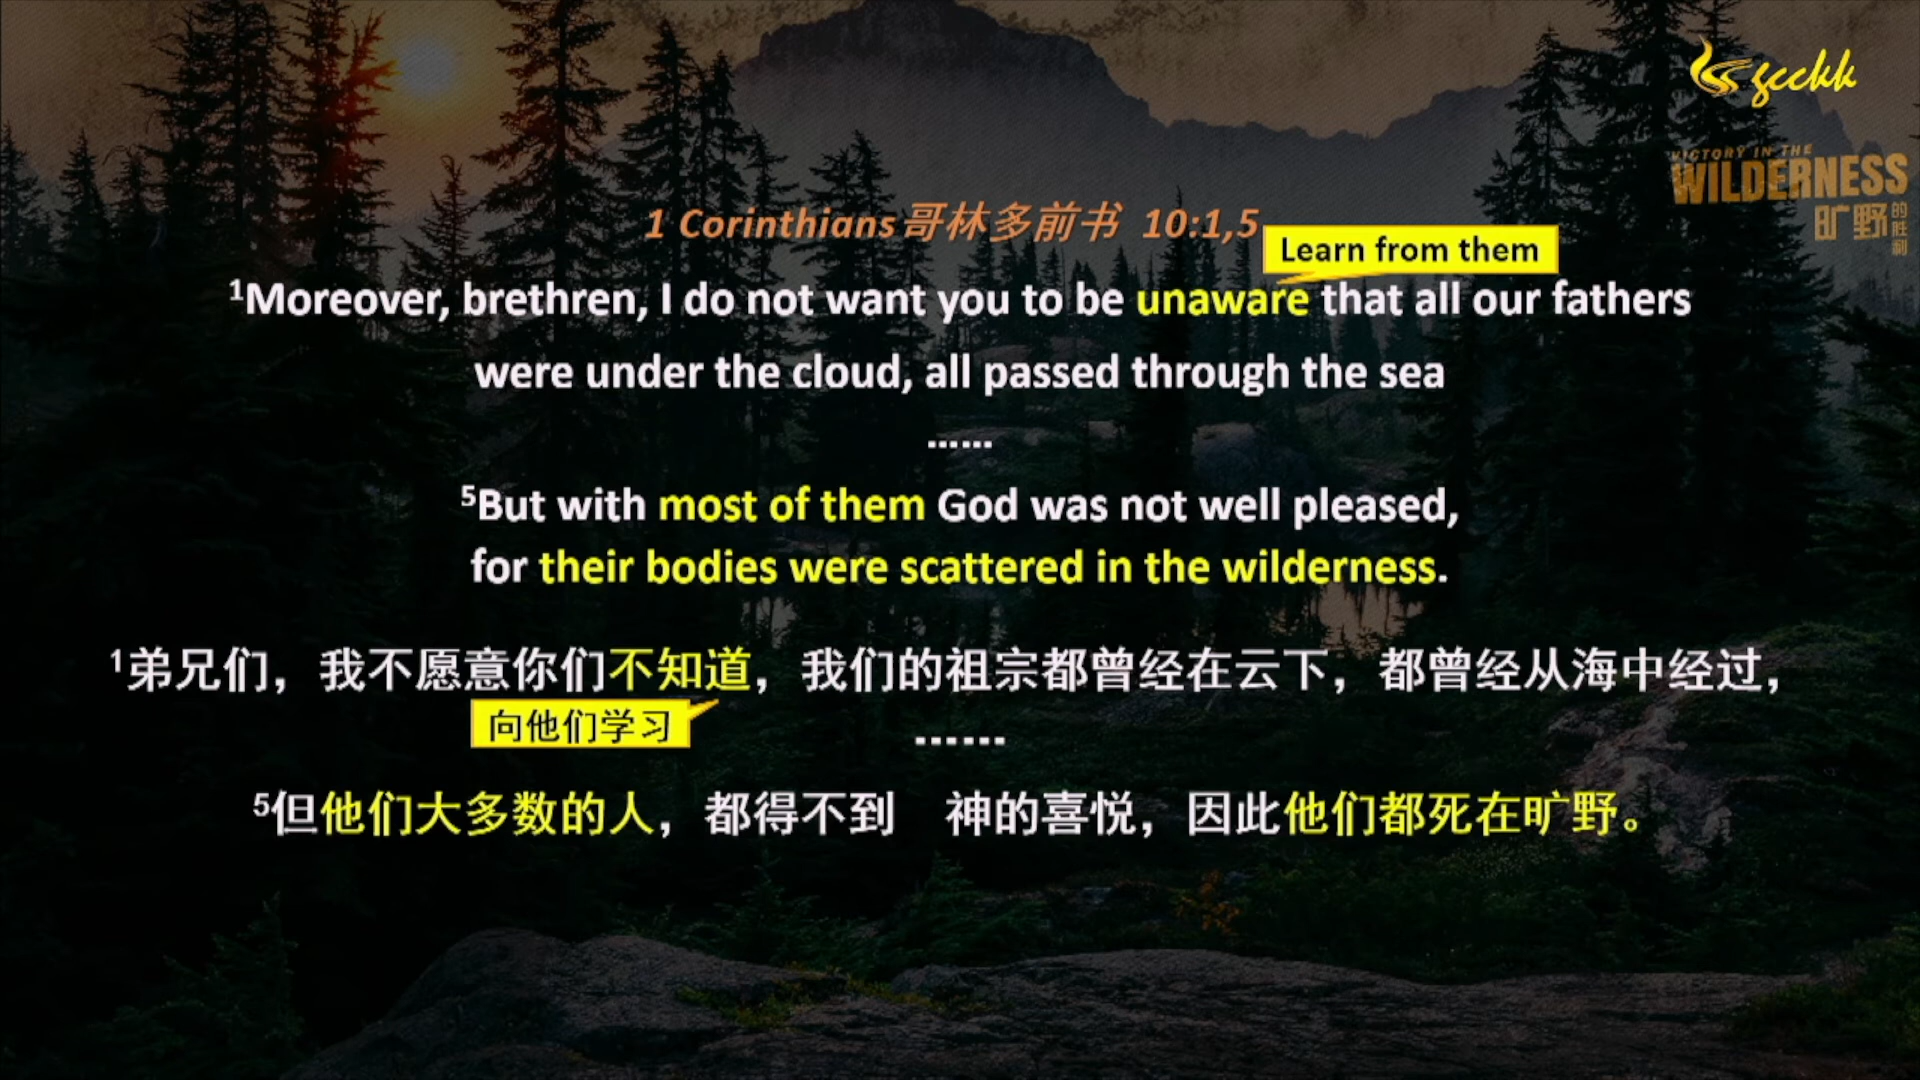 gcckk
VICTORY IN THE
WILDERNESS
旷野的胜利
1 Corinthians哥林多前书 10:1,5
Learn from them
¹Moreover, brethren, I do not want you to be unaware that all our fathers
were under the cloud, all passed through the sea
......
⁵But with most of them God was not well pleased,
for their bodies were scattered in the wilderness.
¹弟兄们，我不愿意你们不知道，我们的祖宗都曾经在云下，都曾经从海中经过，
向他们学习
......
⁵但他们大多数的人，都得不到　神的喜悦，因此他们都死在旷野。